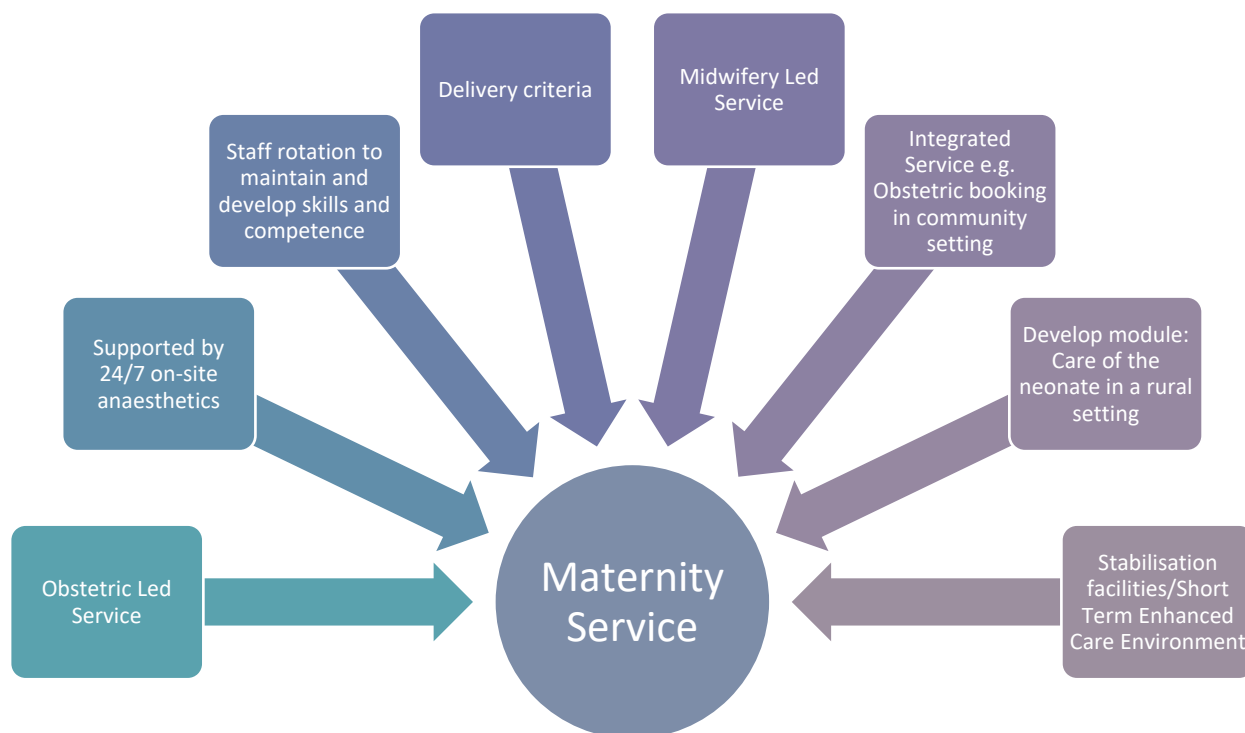 Delivery criteria
Midwifery Led
Service
Staff rotation to
maintain and
develop skills and
competence
Integrated
Service e.g.
Obstetric booking
in community
setting
Supported by
24/7 on-site
anaesthetics
Develop module:
Care of the
neonate in a rural
setting
Obstetric Led
Service
Maternity
Service
Stabilisation
facilities/Short
Term Enhanced
Care Environment